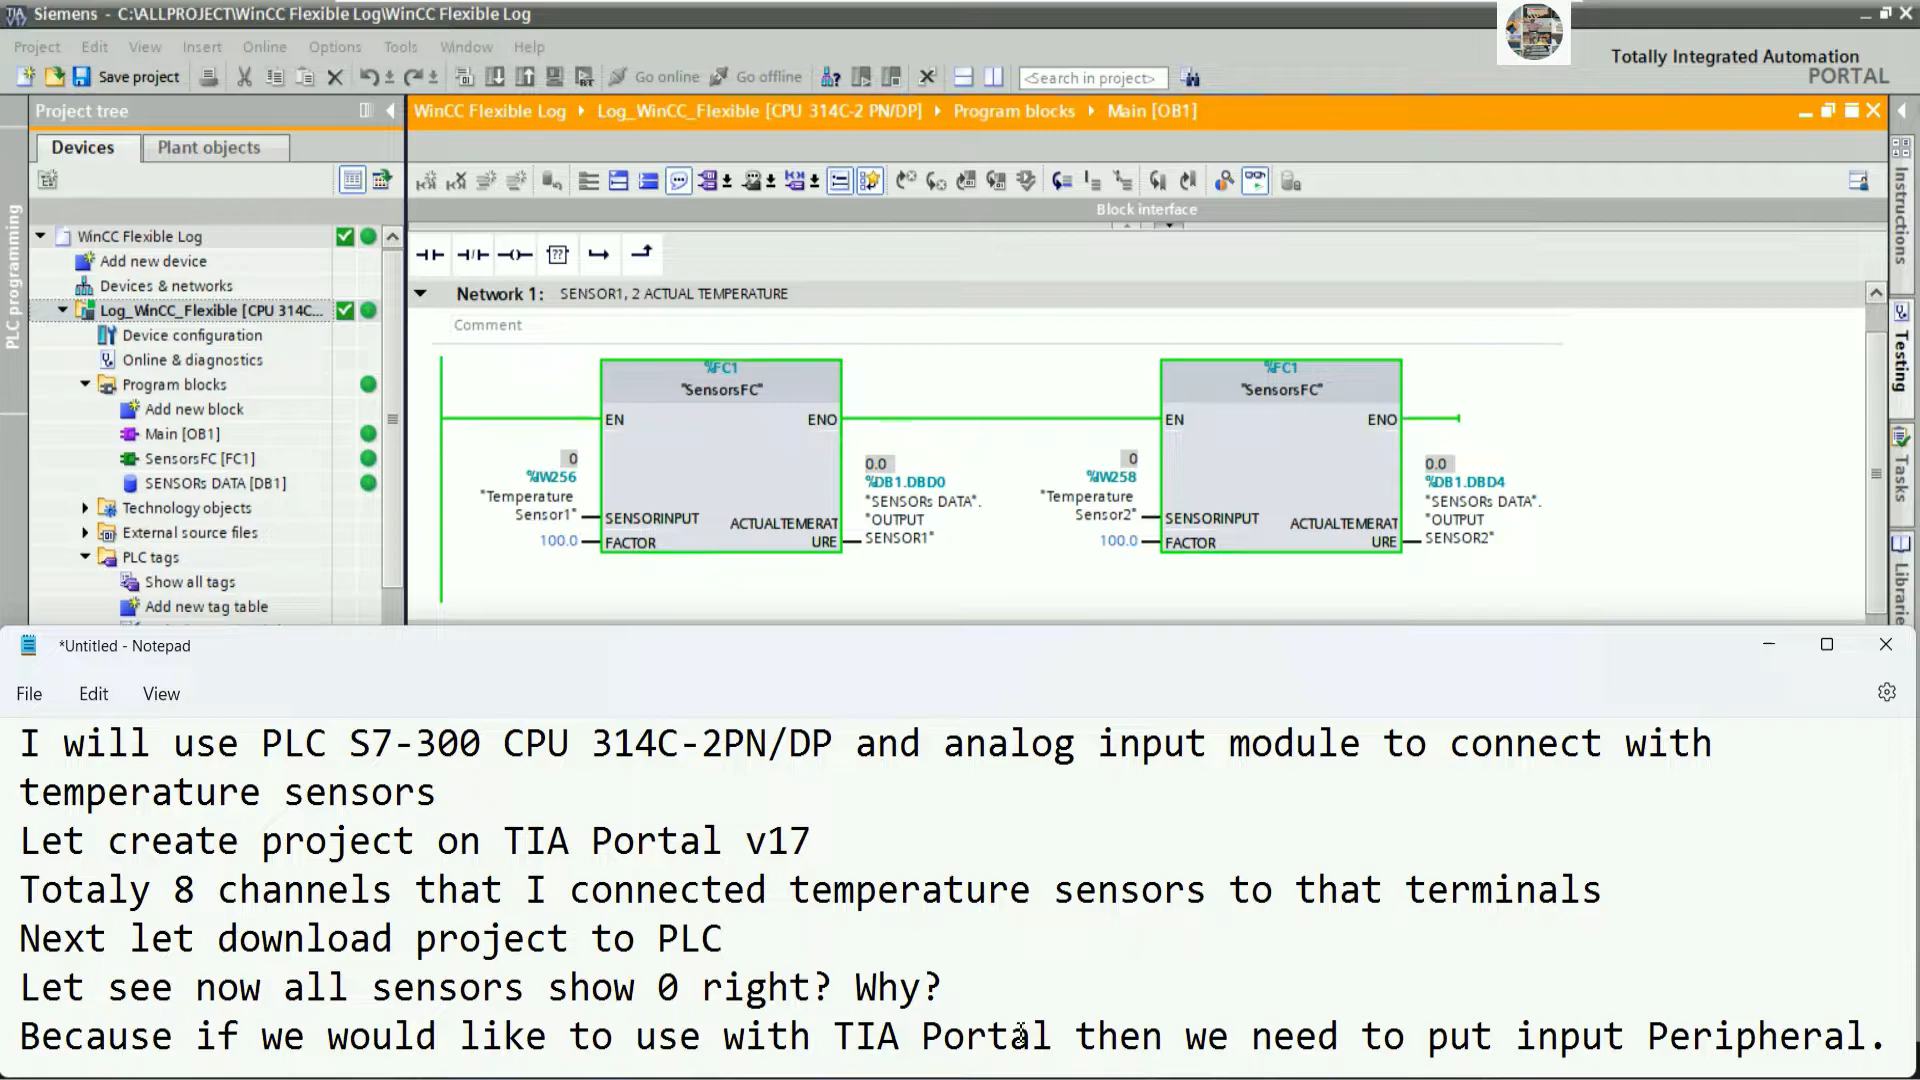 Siemens - C:\ALLPROJECT\WinCC Flexible Log\WinCC Flexible Log
Project Edit View Insert Online Options Tools Window Help
Totally Integrated Automation
PORTAL
Save project
Go online
Go offline
<Search in project>
Project tree
WinCC Flexible Log
Log_WinCC_Flexible [CPU 314C-2 PN/DP]
Program blocks
Main [OB1]
Devices
Plant objects
Block interface
PLC programming
WinCC Flexible Log
Add new device
Devices & networks
Log_WinCC_Flexible [CPU 314C...
Device configuration
Online & diagnostics
Program blocks
Add new block
Main [OB1]
SensorsFC [FC1]
SENSORs DATA [DB1]
Technology objects
External source files
PLC tags
Show all tags
Add new tag table
Network 1: SENSOR1, 2 ACTUAL TEMPERATURE
Comment
%FC1
"SensorsFC"
EN
ENO
0
%IW256
"Temperature
Sensor1"
SENSORINPUT
100.0
FACTOR
ACTUALTEMERAT
URE
0.0
%DB1.DBD0
"SENSORs DATA".
"OUTPUT
SENSOR1"
%FC1
"SensorsFC"
EN
ENO
0
%IW258
"Temperature
Sensor2"
SENSORINPUT
100.0
FACTOR
ACTUALTEMERAT
URE
0.0
%DB1.DBD4
"SENSORs DATA".
"OUTPUT
SENSOR2"
Instructions
Testing
Tasks
Librarie
*Untitled - Notepad
File Edit View
I will use PLC S7-300 CPU 314C-2PN/DP and analog input module to connect with
temperature sensors
Let create project on TIA Portal v17
Totaly 8 channels that I connected temperature sensors to that terminals
Next let download project to PLC
Let see now all sensors show 0 right? Why?
Because if we would like to use with TIA Portal then we need to put input Peripheral.